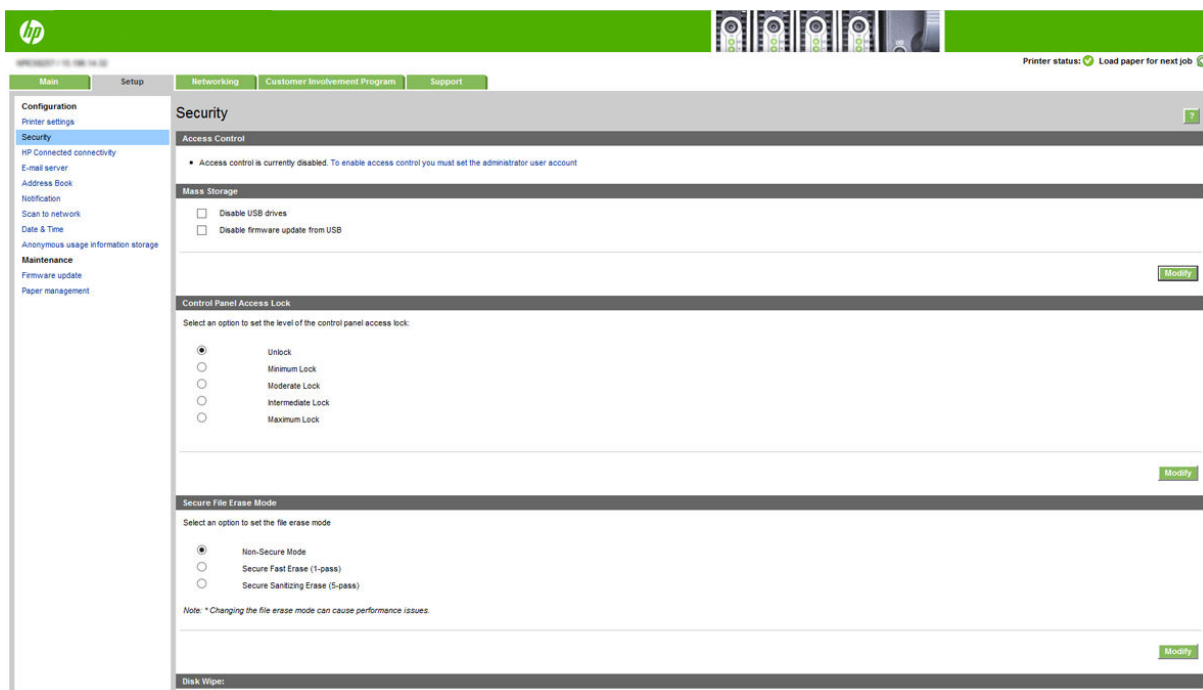 hp
Printer status: Load paper for next job
Main Setup Networking Customer Involvement Program Support
Configuration
Printer settings
Security
HP Connected connectivity
E-mail server
Address Book
Notification
Scan to network
Date & Time
Anonymous usage information storage
Maintenance
Firmware update
Paper management
Security
?
Access Control
Access control is currently disabled. To enable access control you must set the administrator user account
Mass Storage
Disable USB drives
Disable firmware update from USB
Modify
Control Panel Access Lock
Select an option to set the level of the control panel access lock:
Unlock
Minimum Lock
Moderate Lock
Intermediate Lock
Maximum Lock
Modify
Secure File Erase Mode
Select an option to set the file erase mode
Non-Secure Mode
Secure Fast Erase (1-pass)
Secure Sanitizing Erase (5-pass)
Note: * Changing the file erase mode can cause performance issues.
Modify
Disk Wipe: